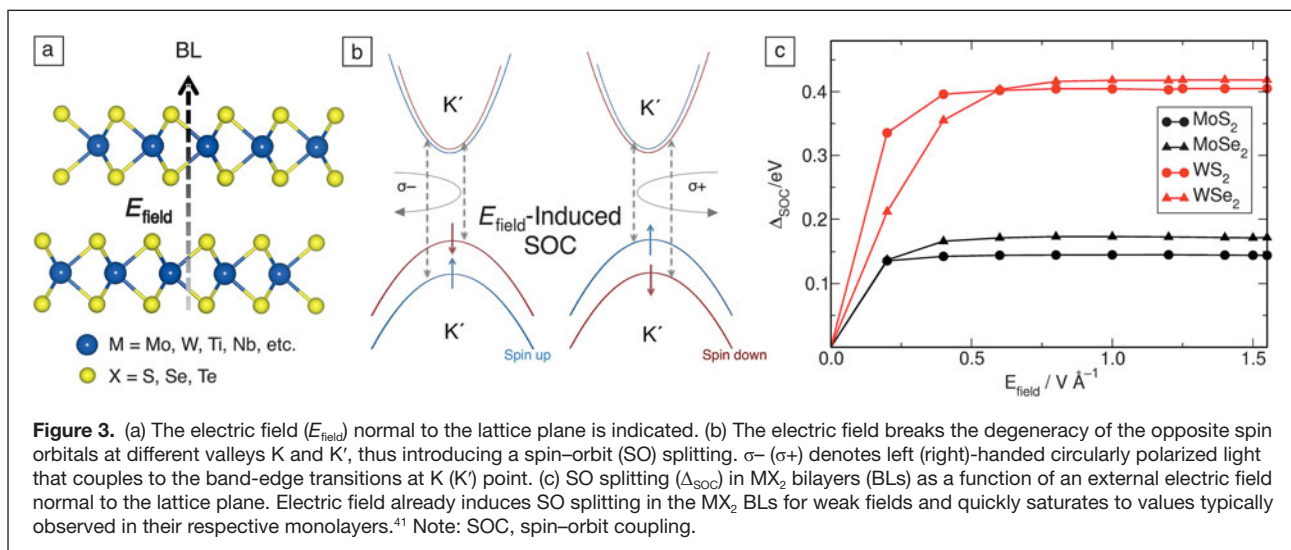 a
BL
E_field
M = Mo, W, Ti, Nb, etc.
X = S, Se, Te
b
K′
K′
σ−
σ+
E_field-Induced
SOC
K′
K′
Spin up
Spin down
c
Δ_SOC/eV
0.4
0.3
0.2
0.1
MoS₂
MoSe₂
WS₂
WSe₂
0.0
0.5
1.0
1.5
E_field / V Å⁻¹
Figure 3. (a) The electric field (E_field) normal to the lattice plane is indicated. (b) The electric field breaks the degeneracy of the opposite spin
orbitals at different valleys K and K′, thus introducing a spin–orbit (SO) splitting. σ− (σ+) denotes left (right)-handed circularly polarized light
that couples to the band-edge transitions at K (K′) point. (c) SO splitting (Δ_SOC) in MX₂ bilayers (BLs) as a function of an external electric field
normal to the lattice plane. Electric field already induces SO splitting in the MX₂ BLs for weak fields and quickly saturates to values typically
observed in their respective monolayers.⁴¹ Note: SOC, spin–orbit coupling.